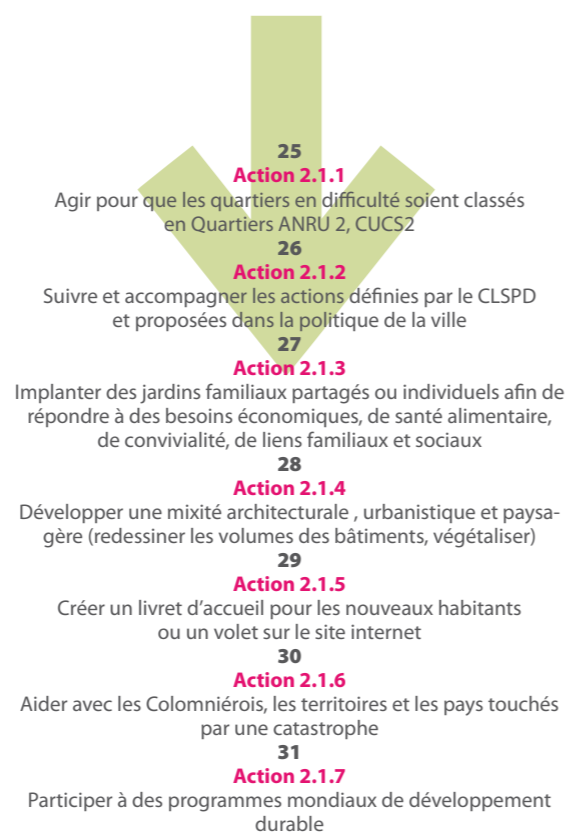 25
Action 2.1.1
Agir pour que les quartiers en difficulté soient classés
en Quartiers ANRU 2, CUCS2
26
Action 2.1.2
Suivre et accompagner les actions définies par le CLSPD
et proposées dans la politique de la ville
27
Action 2.1.3
Implanter des jardins familiaux partagés ou individuels afin de
répondre à des besoins économiques, de santé alimentaire,
de convivialité, de liens familiaux et sociaux
28
Action 2.1.4
Développer une mixité architecturale , urbanistique et paysa-
gère (redessiner les volumes des bâtiments, végétaliser)
29
Action 2.1.5
Créer un livret d’accueil pour les nouveaux habitants
ou un volet sur le site internet
30
Action 2.1.6
Aider avec les Colomniérois, les territoires et les pays touchés
par une catastrophe
31
Action 2.1.7
Participer à des programmes mondiaux de développement
durable